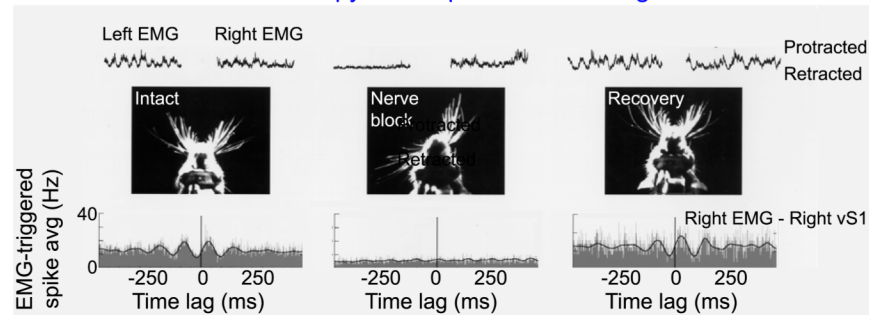 Left EMG Right EMG
Protracted
Retracted
Intact
Nerve
block
Protracted
Retracted
Recovery
EMG-triggered
spike avg (Hz)
40
0
Right EMG - Right vS1
-250 0 250
Time lag (ms)
-250 0 250
Time lag (ms)
-250 0 250
Time lag (ms)